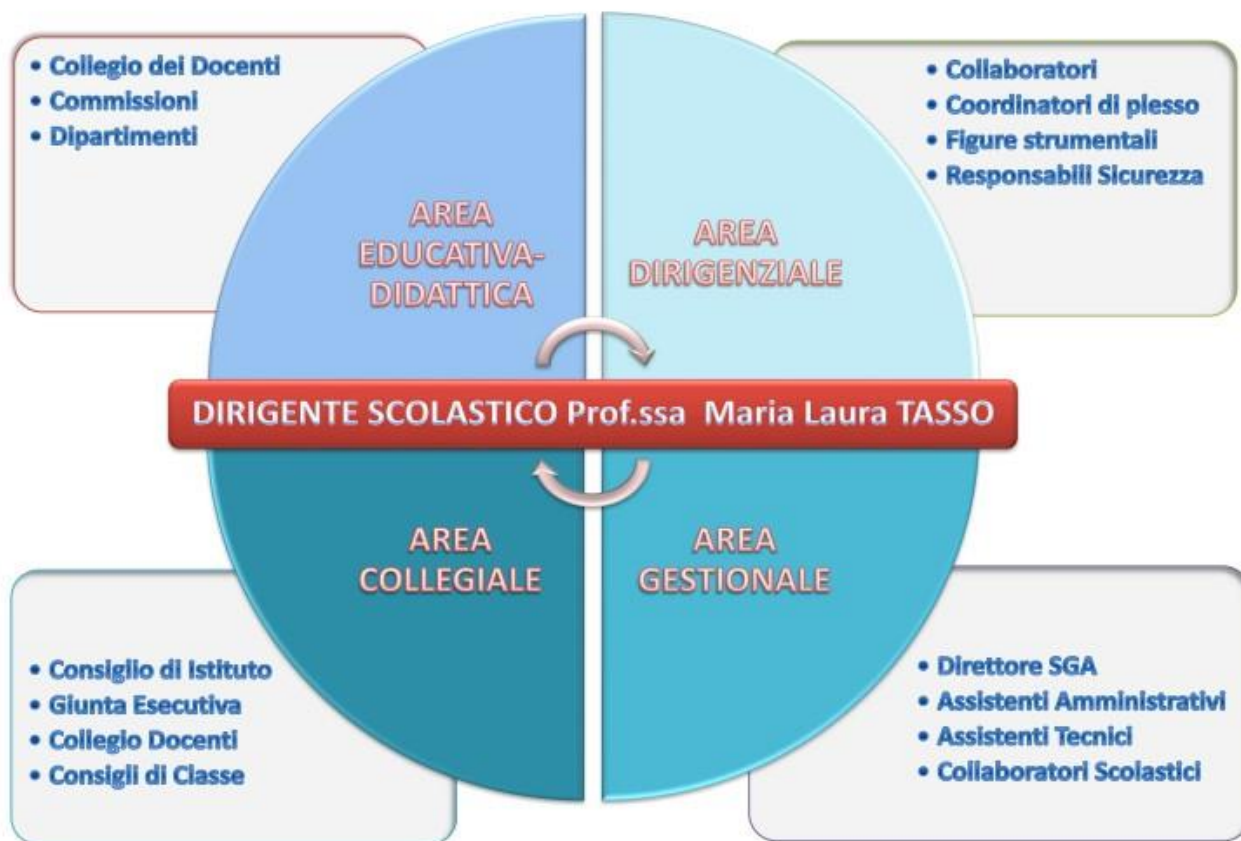 • Collegio dei Docenti
• Commissioni
• Dipartimenti
• Collaboratori
• Coordinatori di plesso
• Figure strumentali
• Responsabili Sicurezza
AREA
EDUCATIVA-
DIDATTICA
AREA
DIRIGENZIALE
DIRIGENTE SCOLASTICO Prof.ssa Maria Laura TASSO
AREA
COLLEGIALE
AREA
GESTIONALE
• Consiglio di Istituto
• Giunta Esecutiva
• Collegio Docenti
• Consigli di Classe
• Direttore SGA
• Assistenti Amministrativi
• Assistenti Tecnici
• Collaboratori Scolastici